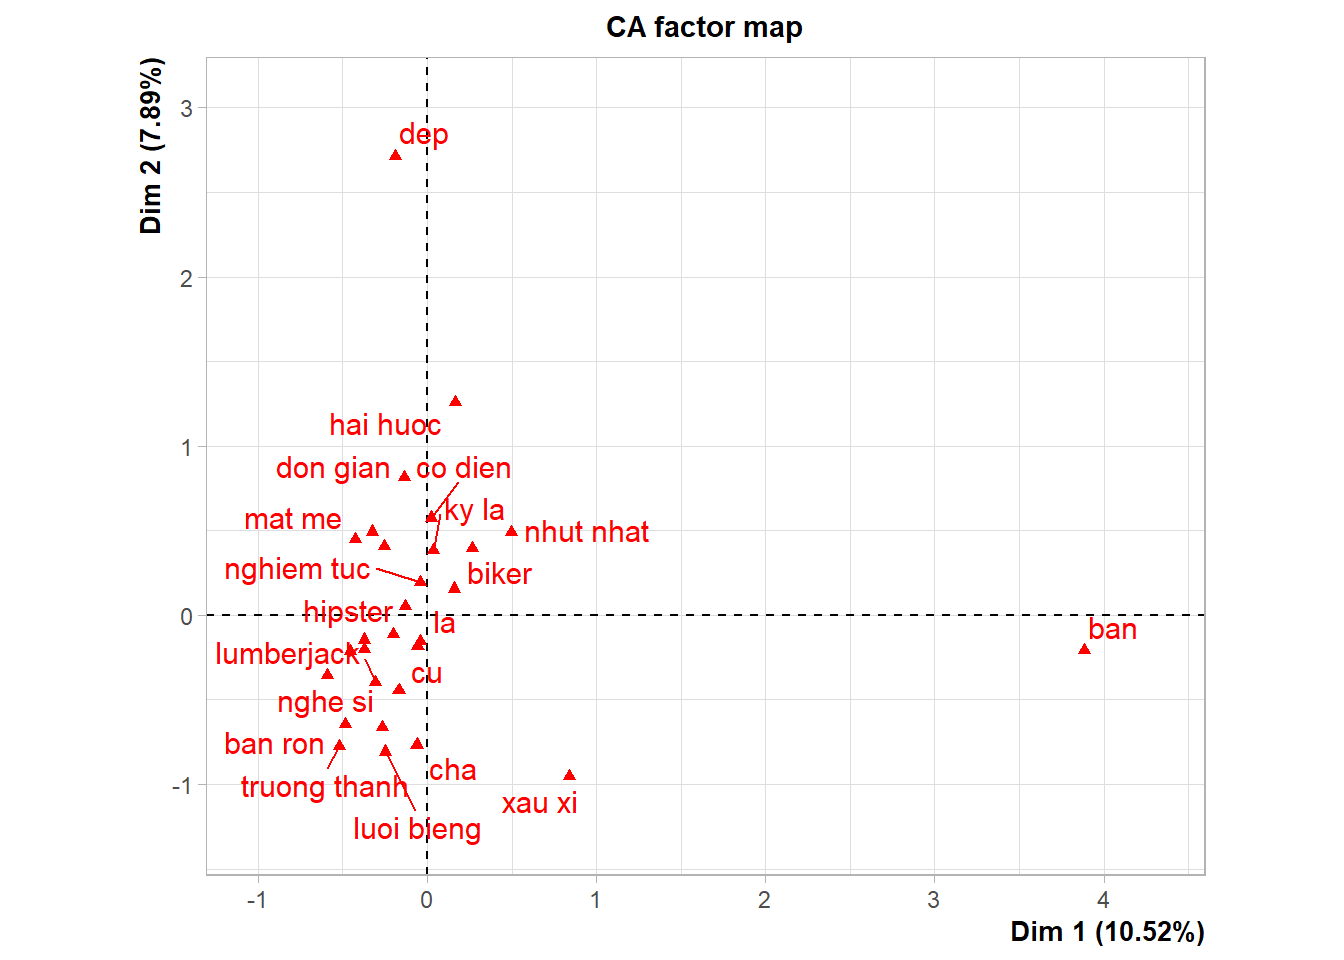 CA factor map
Dim 2 (7.89%)
3
2
1
0
-1
dep
hai huoc
don gian
co dien
ky la
mat me
nhut nhat
nghiem tuc
biker
hipster
la
ban
lumberjack
cu
nghe si
ban ron
cha
truong thanh
xau xi
luoi bieng
-1
0
1
2
3
4
Dim 1 (10.52%)